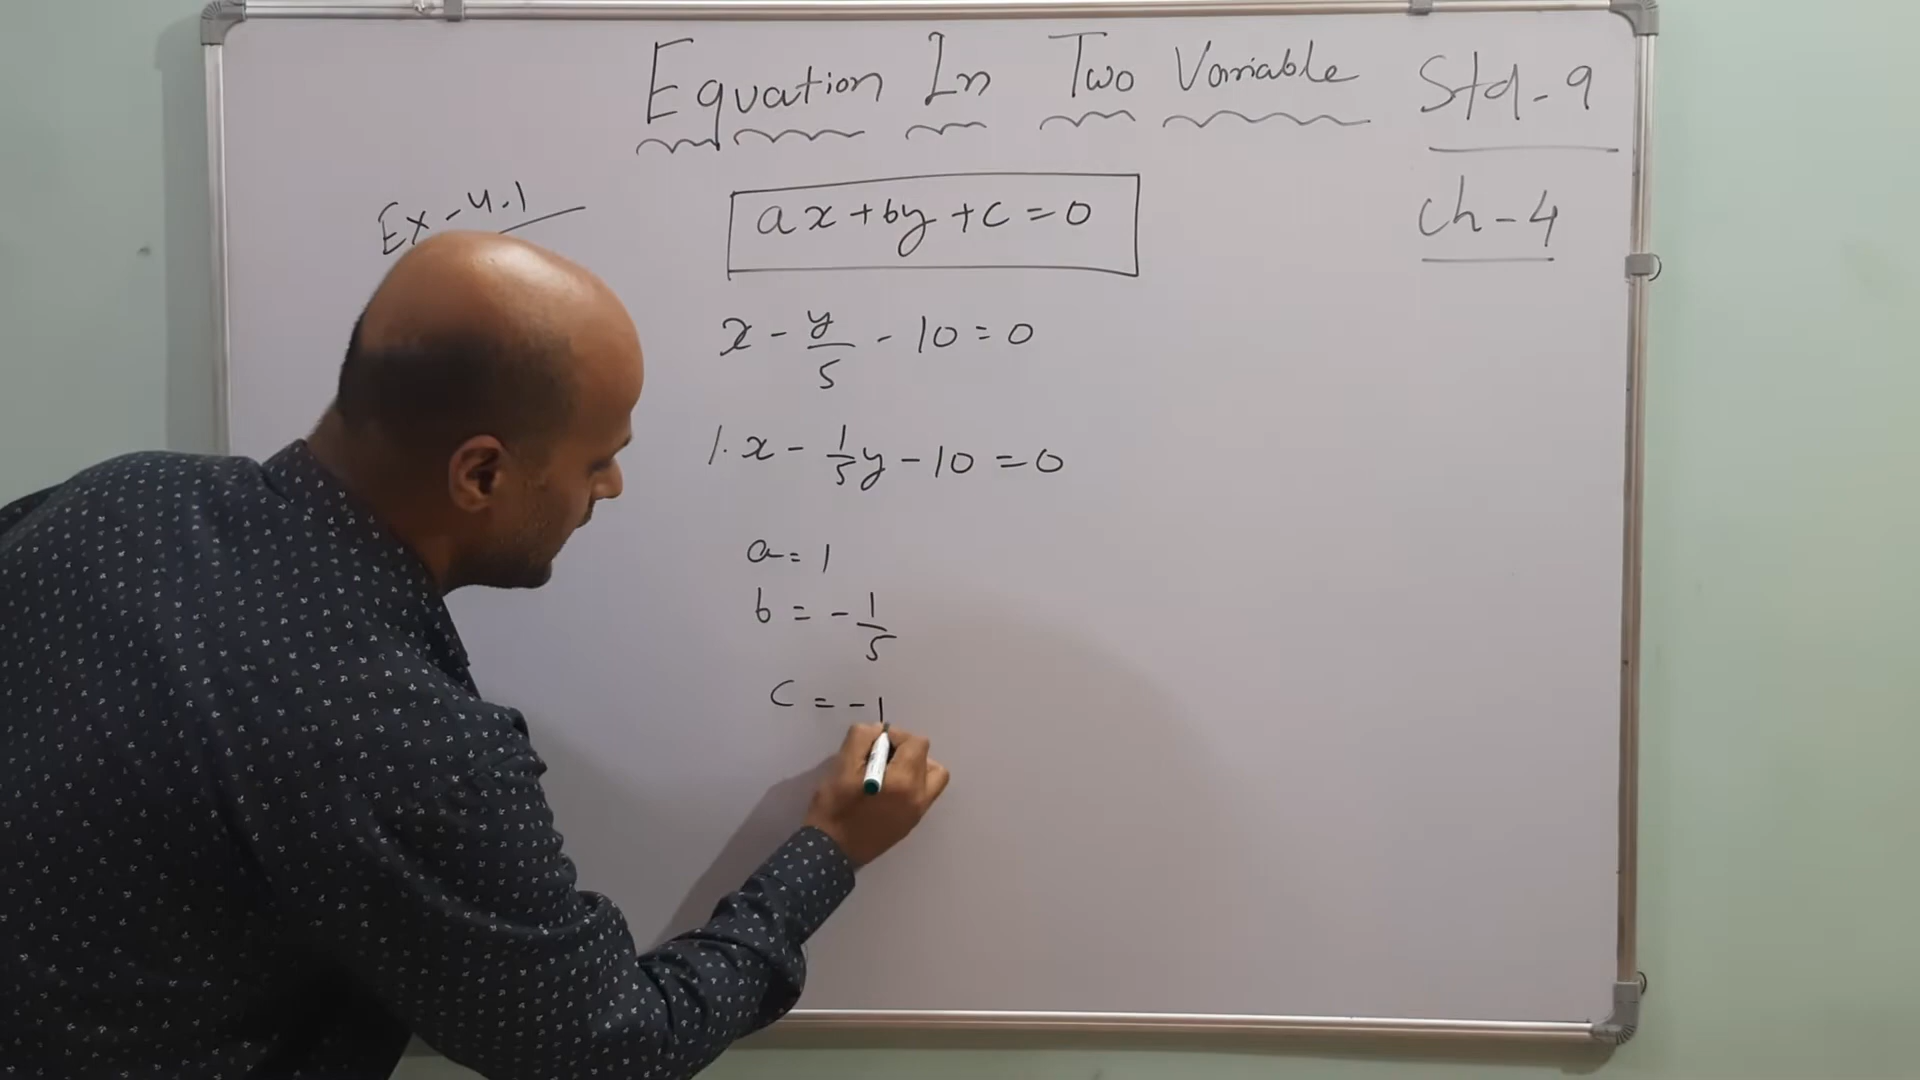 Equation In Two Variable
Std-9
Ch-4
Ex-4.1
ax+by+c=0
x - y/5 - 10 = 0
1.x - 1/5 y - 10 = 0
a = 1
b = - 1/5
c = -1